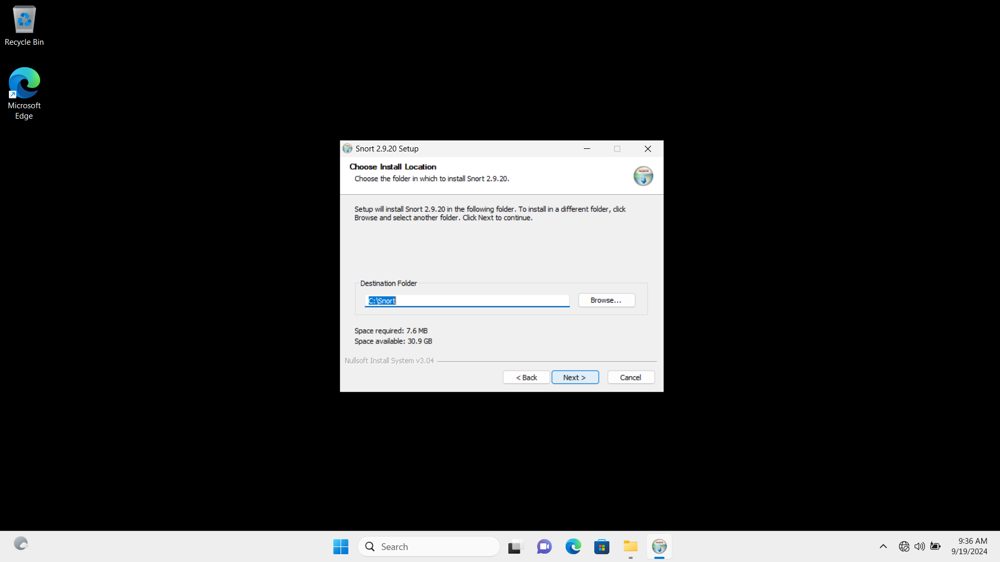 Recycle Bin
Microsoft
Edge
Snort 2.9.20 Setup
Choose Install Location
Choose the folder in which to install Snort 2.9.20.
Setup will install Snort 2.9.20 in the following folder. To install in a different folder, click
Browse and select another folder. Click Next to continue.
Destination Folder
C:\Snort
Browse...
Space required: 7.6 MB
Space available: 30.9 GB
Nullsoft Install System v3.04
< Back
Next >
Cancel
Search
9:36 AM
9/19/2024